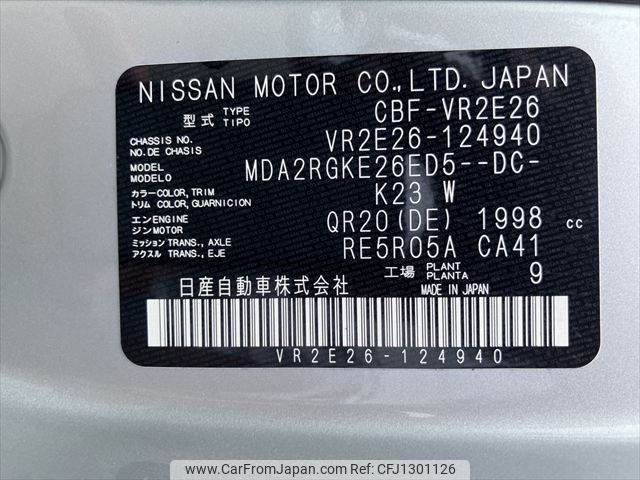 NISSAN MOTOR CO.,LTD. JAPAN
型式 TYPE TIPO CBF-VR2E26
CHASSIS NO. NO.DE CHASIS VR2E26-124940
MODEL MODELO MDA2RGKE26ED5--DC-
カラー COLOR, TRIM トリム COLOR, GUARNICION K23 W
エンジン ENGINE MOTOR QR20(DE) 1998 cc
ミッション TRANS., AXLE アクスル TRANS., EJE RE5R05A CA41
工場 PLANT PLANTA 9
日産自動車株式会社 MADE IN JAPAN
VR2E26-124940
www.CarFromJapan.com - CFJ1301126